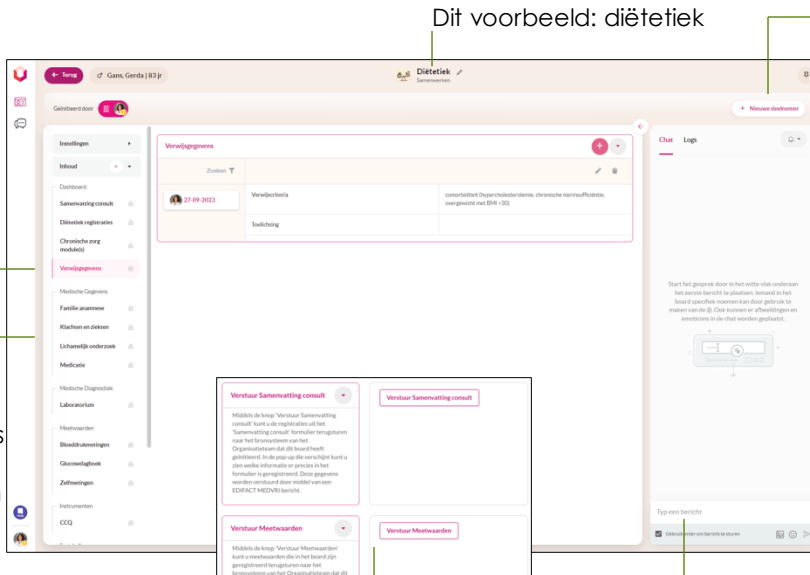 Dit voorbeeld: diëtetiek
← Terug
Gans, Gerda | 83 jr
Diëtetiek
Samenwerken
Geïnitieerd door
+ Nieuwe deelnemer
Instellingen
Inhoud
Dashboard
Samenvatting consult
Diëtetiek registraties
Chronische zorg
module(s)
Verwijsgegevens
Medische Gegevens
Familie anamnese
Klachten en ziekten
Lichamelijk onderzoek
Medicatie
Medische Diagnostiek
Laboratorium
Meetwaarden
Bloeddrukmetingen
Glucosedagboek
Zelfmetingen
Instrumenten
CCQ
Verwijsgegevens
Zoeken
27-09-2023
Verwijscriteria
comorbiditeit (hypercholesterolemie, chronische nierinsufficiëntie,
overgewicht met BMI >30)
Toelichting
Verstuur Samenvatting consult
Middels de knop 'Verstuur Samenvatting
consult' kunt u de registraties uit het
'Samenvatting consult' formulier terugsturen
naar het bronsysteem van het
Organisatieteam dat dit board heeft
geïnitieerd. In de pop-up die verschijnt kunt u
zien welke informatie er precies in het
formulier is geregistreerd. Deze gegevens
worden verstuurd door middel van een
EDIFACT MEDVRI bericht.
Verstuur Samenvatting consult
Verstuur Meetwaarden
Middels de knop 'Verstuur Meetwaarden'
kunt u meetwaarden die in het board zijn
geregistreerd terugsturen naar het
bronsysteem van het Organisatieteam dat dit
Verstuur Meetwaarden
Chat Logs
Start het gesprek door in het witte vlak onderaan
het eerste bericht te plaatsen. Iemand in het
board specifiek noemen kan door gebruik te
maken van de @. Ook kunnen er afbeeldingen en
emoticons in de chat worden geplaatst.
Typ een bericht
Gebruik enter om bericht te sturen